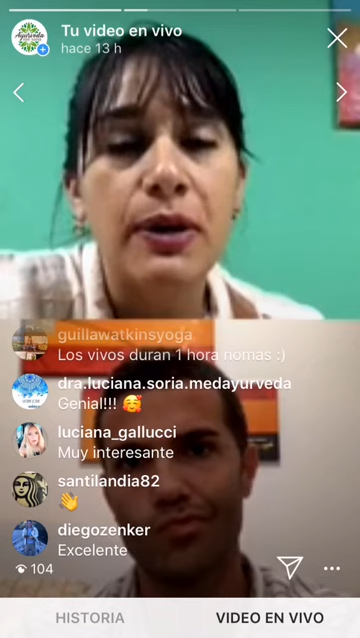 Ayurveda
Tu video en vivo
hace 13 h
guillawatkinsyoga
Los vivos duran 1 hora nomas :)
dra.luciana.soria.medayurveda
Genial!!! 🥰
luciana_gallucci
Muy interesante
santilandia82
👋
diegozenker
Excelente
104
HISTORIA
VIDEO EN VIVO